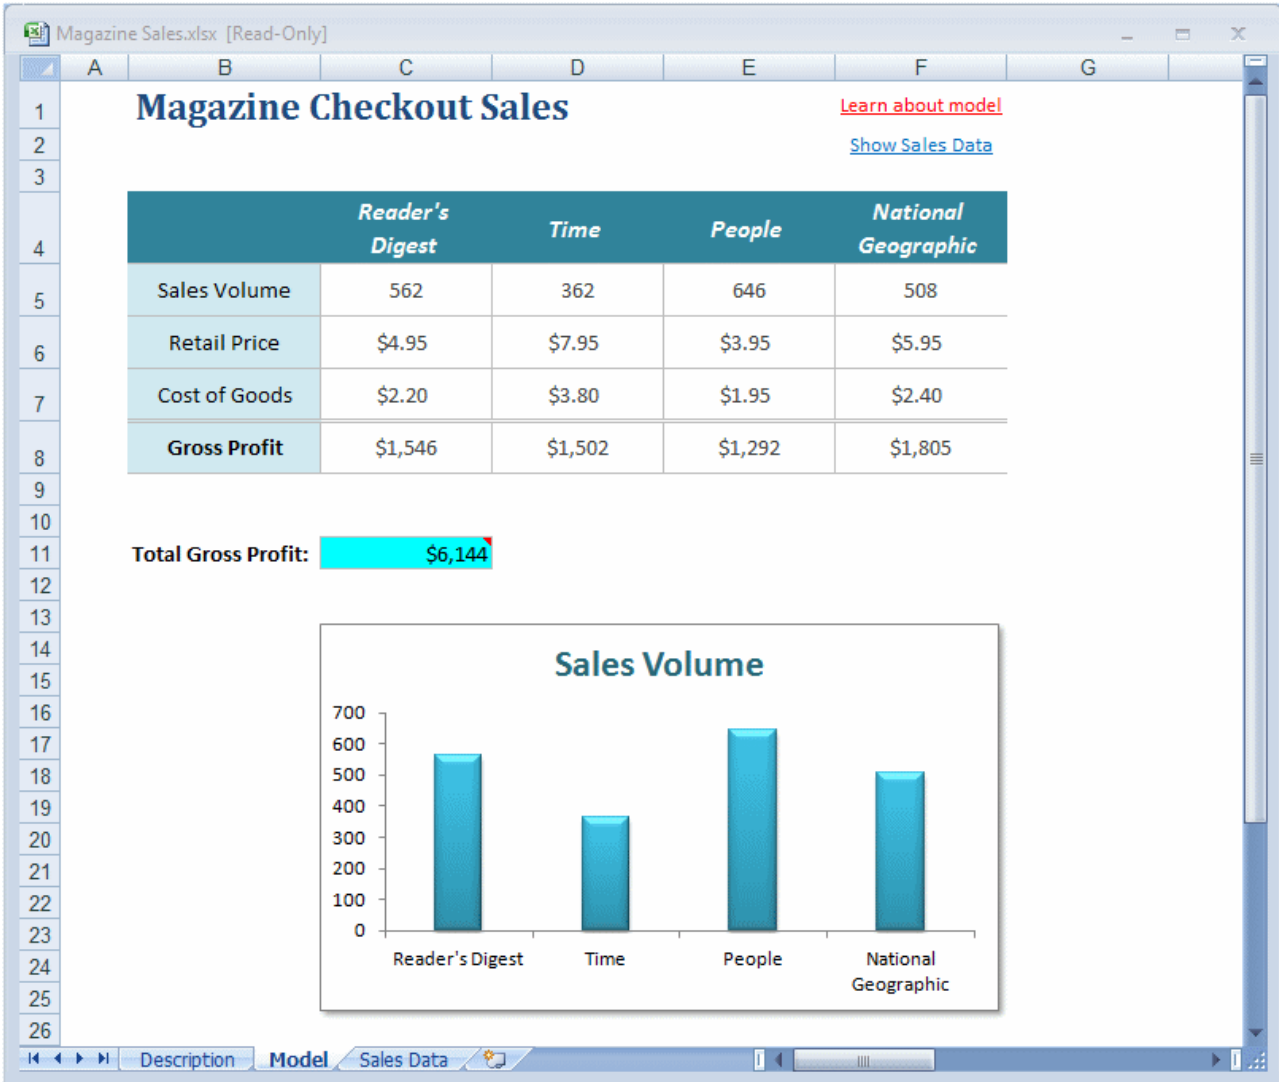 Magazine Sales.xlsx [Read-Only]
A B C D E F G
1 Magazine Checkout Sales Learn about model
2 Show Sales Data
3
4 Reader's Digest Time People National Geographic
5 Sales Volume 562 362 646 508
6 Retail Price $4.95 $7.95 $3.95 $5.95
7 Cost of Goods $2.20 $3.80 $1.95 $2.40
8 Gross Profit $1,546 $1,502 $1,292 $1,805
9
10
11 Total Gross Profit: $6,144
12
13
14
15
16
17
18
19
20
21
22
23
24
25
26
Sales Volume
700
600
500
400
300
200
100
0
Reader's Digest Time People National
Geographic
Description Model Sales Data